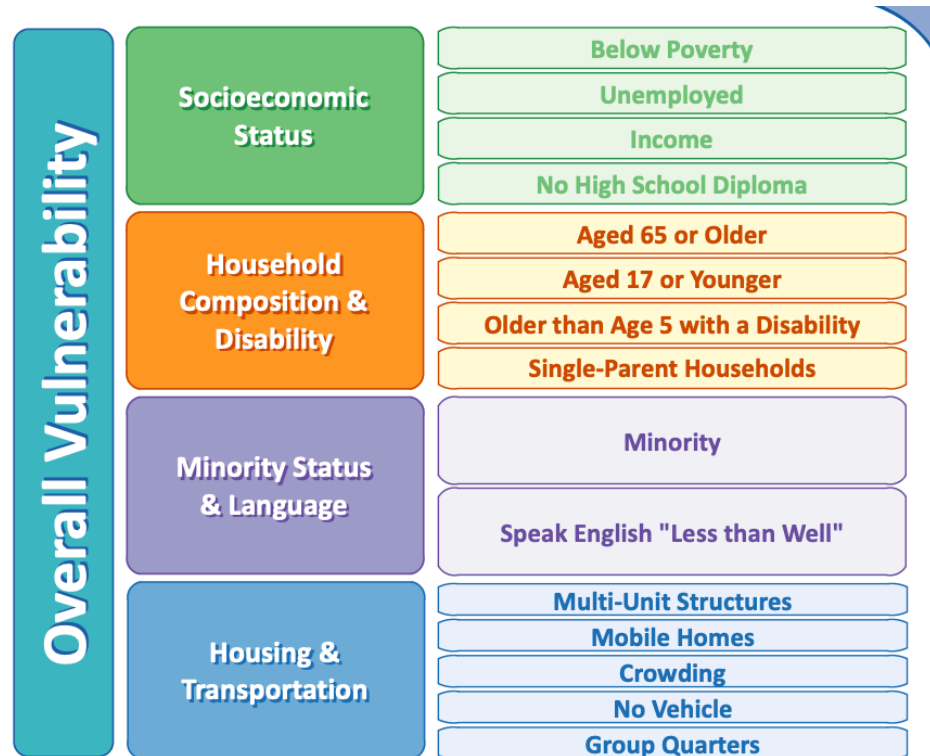 Overall Vulnerability
Socioeconomic
Status
Below Poverty
Unemployed
Income
No High School Diploma
Household
Composition &
Disability
Aged 65 or Older
Aged 17 or Younger
Older than Age 5 with a Disability
Single-Parent Households
Minority Status
& Language
Minority
Speak English "Less than Well"
Housing &
Transportation
Multi-Unit Structures
Mobile Homes
Crowding
No Vehicle
Group Quarters